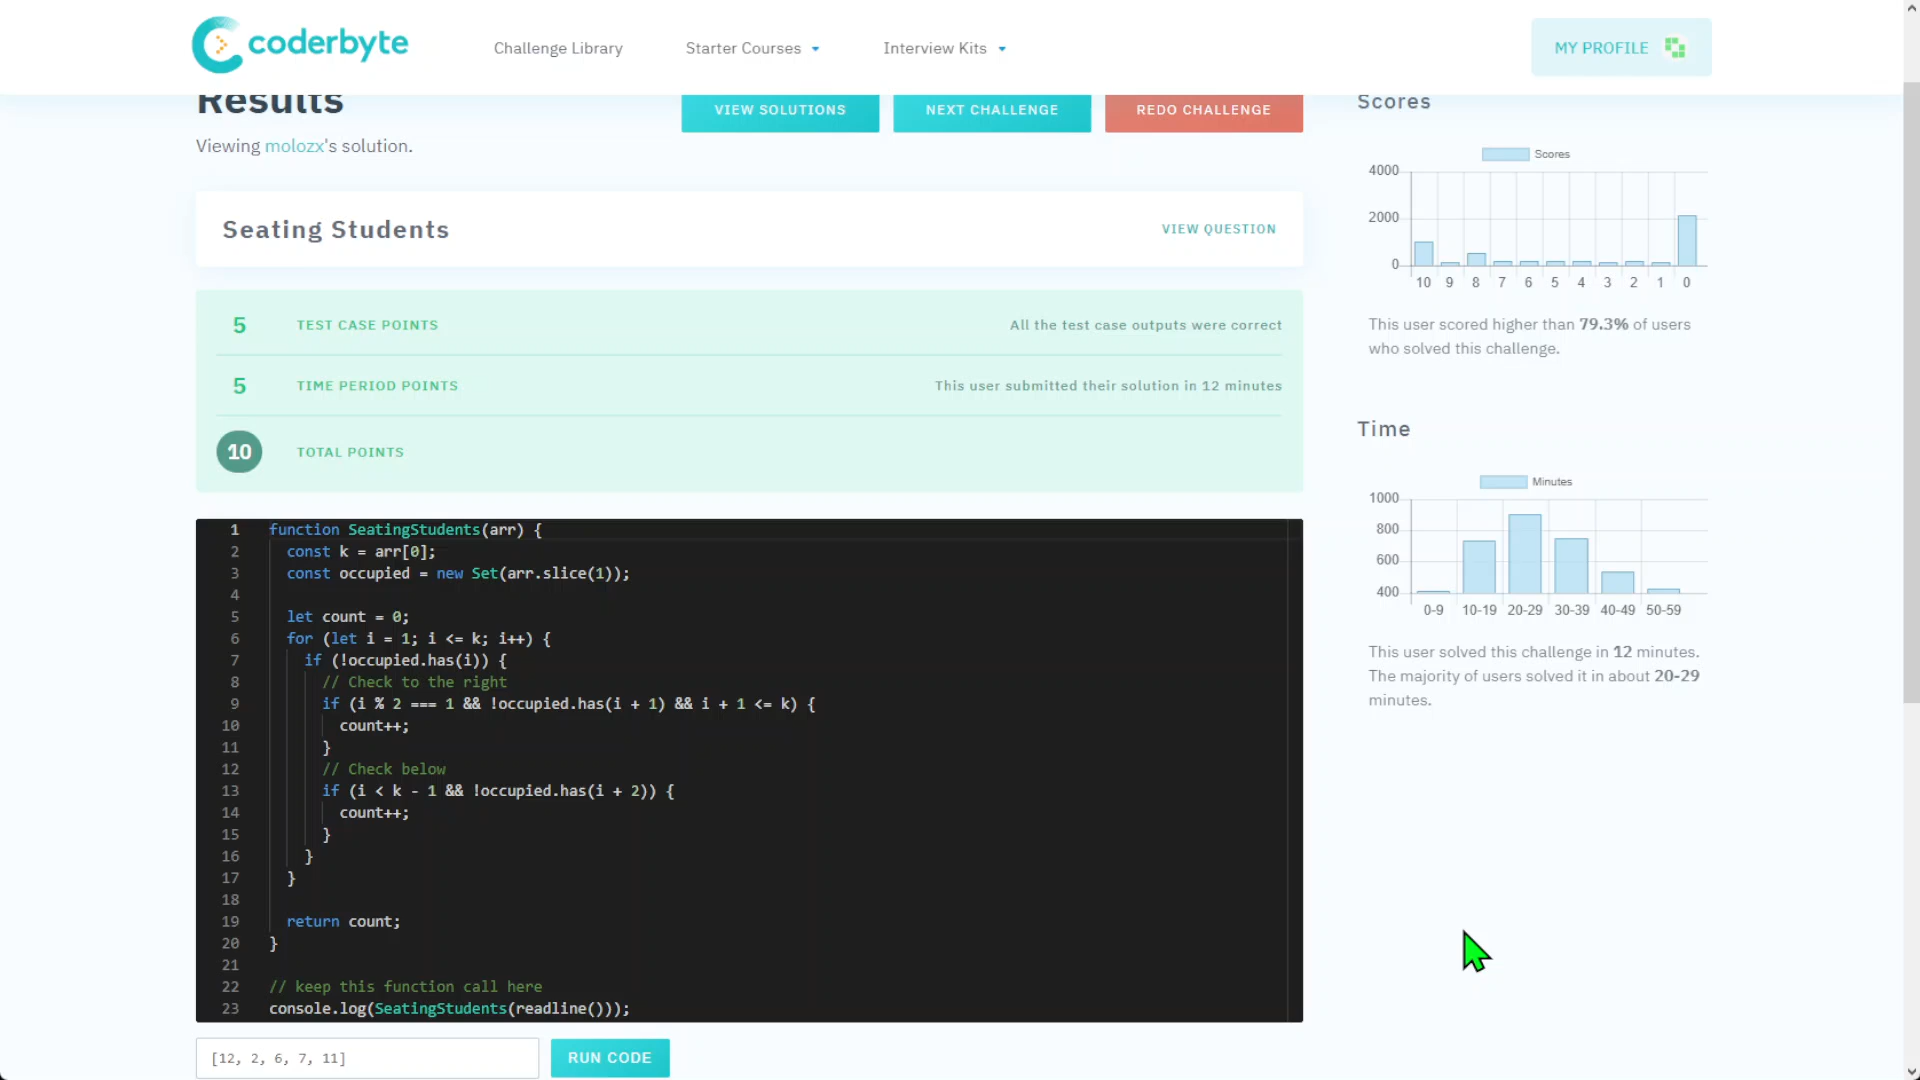 coderbyte
Challenge Library
Starter Courses
Interview Kits
MY PROFILE
Results
VIEW SOLUTIONS
NEXT CHALLENGE
REDO CHALLENGE
Viewing molozx's solution.
Seating Students
VIEW QUESTION
5 TEST CASE POINTS All the test case outputs were correct
5 TIME PERIOD POINTS This user submitted their solution in 12 minutes
10 TOTAL POINTS
1 function SeatingStudents(arr) {
2 const k = arr[0];
3 const occupied = new Set(arr.slice(1));
4
5 let count = 0;
6 for (let i = 1; i <= k; i++) {
7 if (!occupied.has(i)) {
8 // Check to the right
9 if (i % 2 === 1 && !occupied.has(i + 1) && i + 1 <= k) {
10 count++;
11 }
12 // Check below
13 if (i < k - 1 && !occupied.has(i + 2)) {
14 count++;
15 }
16 }
17 }
18
19 return count;
20 }
21
22 // keep this function call here
23 console.log(SeatingStudents(readline()));
[12, 2, 6, 7, 11]
RUN CODE
Scores
Scores
4000
2000
0
10 9 8 7 6 5 4 3 2 1 0
This user scored higher than 79.3% of users
who solved this challenge.
Time
Minutes
1000
800
600
400
0-9 10-19 20-29 30-39 40-49 50-59
This user solved this challenge in 12 minutes.
The majority of users solved it in about 20-29
minutes.